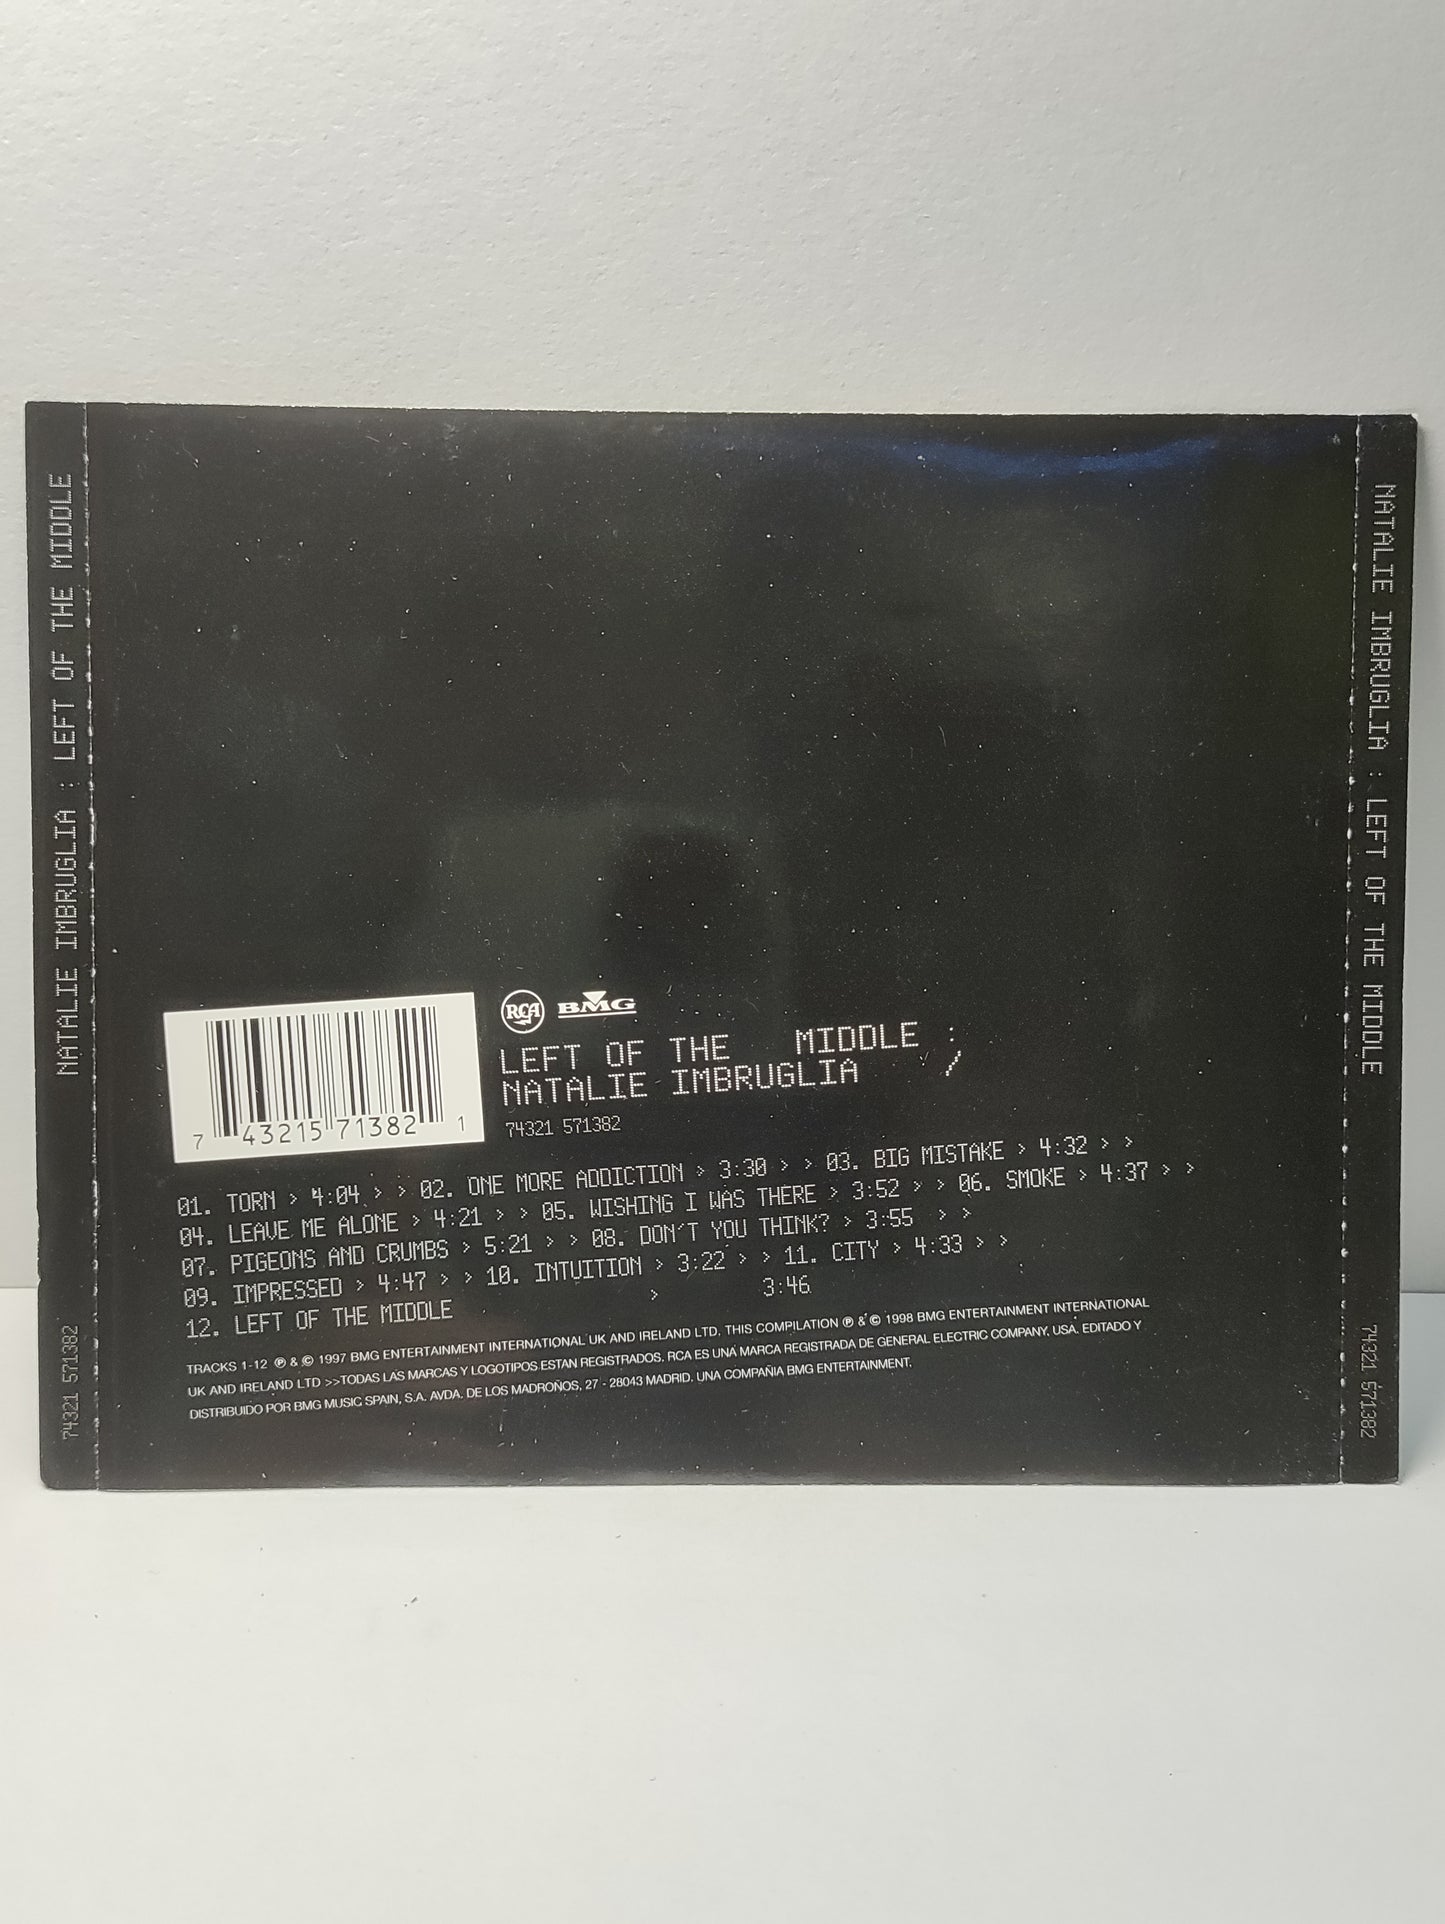 NATALIE IMBRUGLIA : LEFT OF THE MIDDLE
74321 571382
RCA BMG
LEFT OF THE MIDDLE :
NATALIE IMBRUGLIA /
74321 571382
7 43215 71382 1
01. TORN > 4:04 > > 02. ONE MORE ADDICTION > 3:30 > > 03. BIG MISTAKE > 4:32 > >
04. LEAVE ME ALONE > 4:21 > > 05. WISHING I WAS THERE > 3:52 > > 06. SMOKE > 4:37 > >
07. PIGEONS AND CRUMBS > 5:21 > > 08. DON'T YOU THINK? > 3:55 > >
09. IMPRESSED > 4:47 > > 10. INTUITION > 3:22 > > 11. CITY > 4:33 > >
12. LEFT OF THE MIDDLE > 3:46
TRACKS 1-12 ℗ & © 1997 BMG ENTERTAINMENT INTERNATIONAL UK AND IRELAND LTD. THIS COMPILATION ℗ & © 1998 BMG ENTERTAINMENT INTERNATIONAL
UK AND IRELAND LTD >>TODAS LAS MARCAS Y LOGOTIPOS ESTAN REGISTRADOS. RCA ES UNA MARCA REGISTRADA DE GENERAL ELECTRIC COMPANY, USA. EDITADO Y
DISTRIBUIDO POR BMG MUSIC SPAIN, S.A. AVDA. DE LOS MADROÑOS, 27 - 28043 MADRID. UNA COMPAÑIA BMG ENTERTAINMENT.
NATALIE IMBRUGLIA : LEFT OF THE MIDDLE
74321 571382